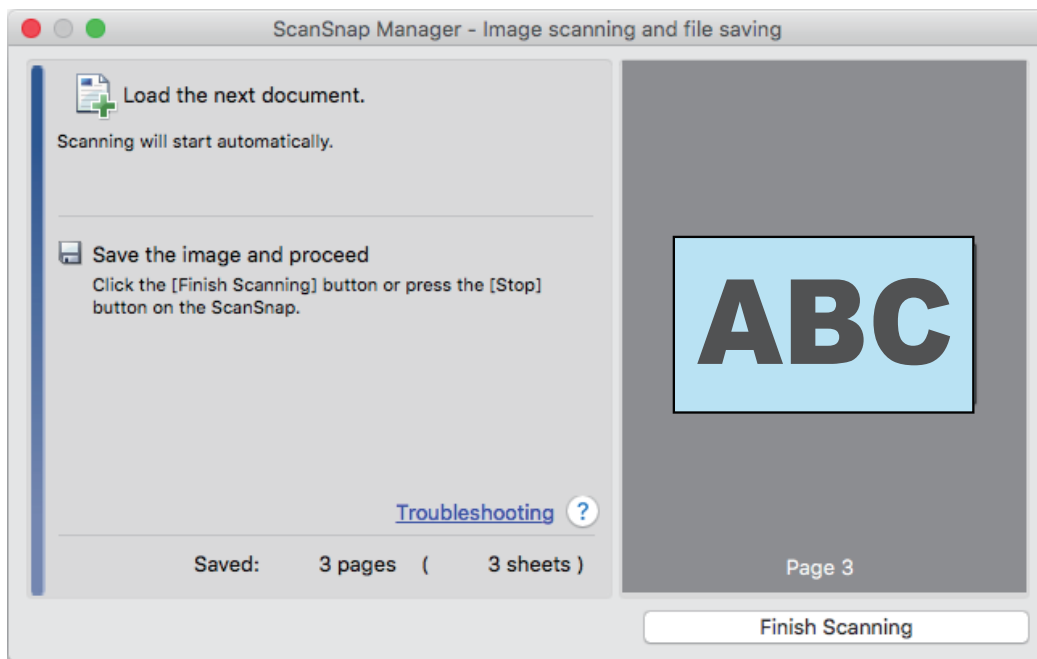 ScanSnap Manager - Image scanning and file saving
Load the next document.
Scanning will start automatically.
Save the image and proceed
Click the [Finish Scanning] button or press the [Stop]
button on the ScanSnap.
Troubleshooting ?
Saved: 3 pages ( 3 sheets )
ABC
Page 3
Finish Scanning